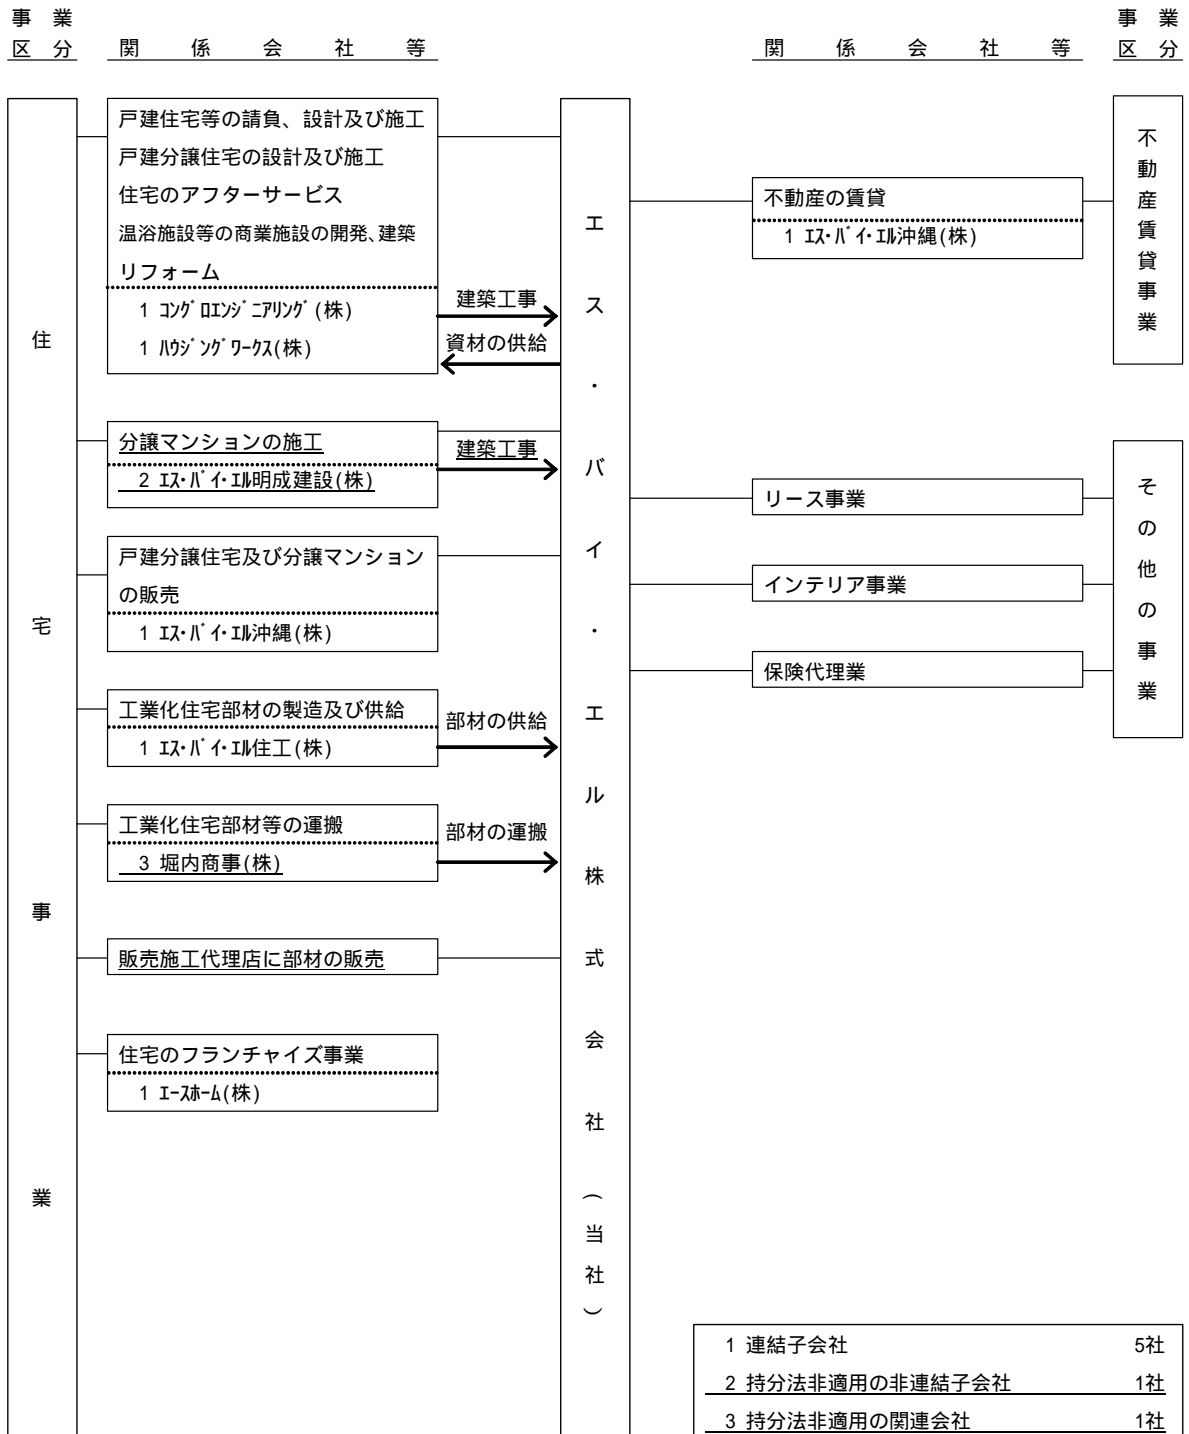 事業
区分
関係会社等
関係会社等
事業
区分
住宅事業
戸建住宅等の請負、設計及び施工
戸建分譲住宅の設計及び施工
住宅のアフターサービス
温浴施設等の商業施設の開発、建築
リフォーム
1 コングロエンジニアリング(株)
1 ハウジングワークス(株)
建築工事
資材の供給
分譲マンションの施工
2 エス・バイ・エル明成建設(株)
建築工事
戸建分譲住宅及び分譲マンション
の販売
1 エス・バイ・エル沖縄(株)
工業化住宅部材の製造及び供給
1 エス・バイ・エル住工(株)
部材の供給
工業化住宅部材等の運搬
3 堀内商事(株)
部材の運搬
販売施工代理店に部材の販売
住宅のフランチャイズ事業
1 エースホーム(株)
エス・バイ・エル株式会社(当社)
不動産の賃貸
1 エス・バイ・エル沖縄(株)
不動産賃貸事業
リース事業
インテリア事業
保険代理業
その他の事業
1 連結子会社 5社
2 持分法非適用の非連結子会社 1社
3 持分法非適用の関連会社 1社